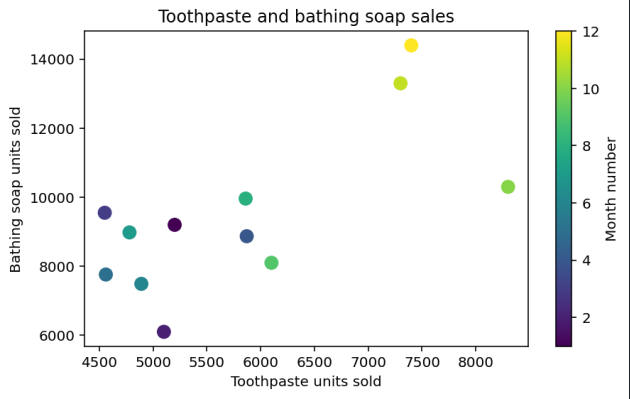 Toothpaste and bathing soap sales
14000
12000
10000
8000
6000
Bathing soap units sold
4500 5000 5500 6000 6500 7000 7500 8000
Toothpaste units sold
12
10
8
6
4
2
Month number